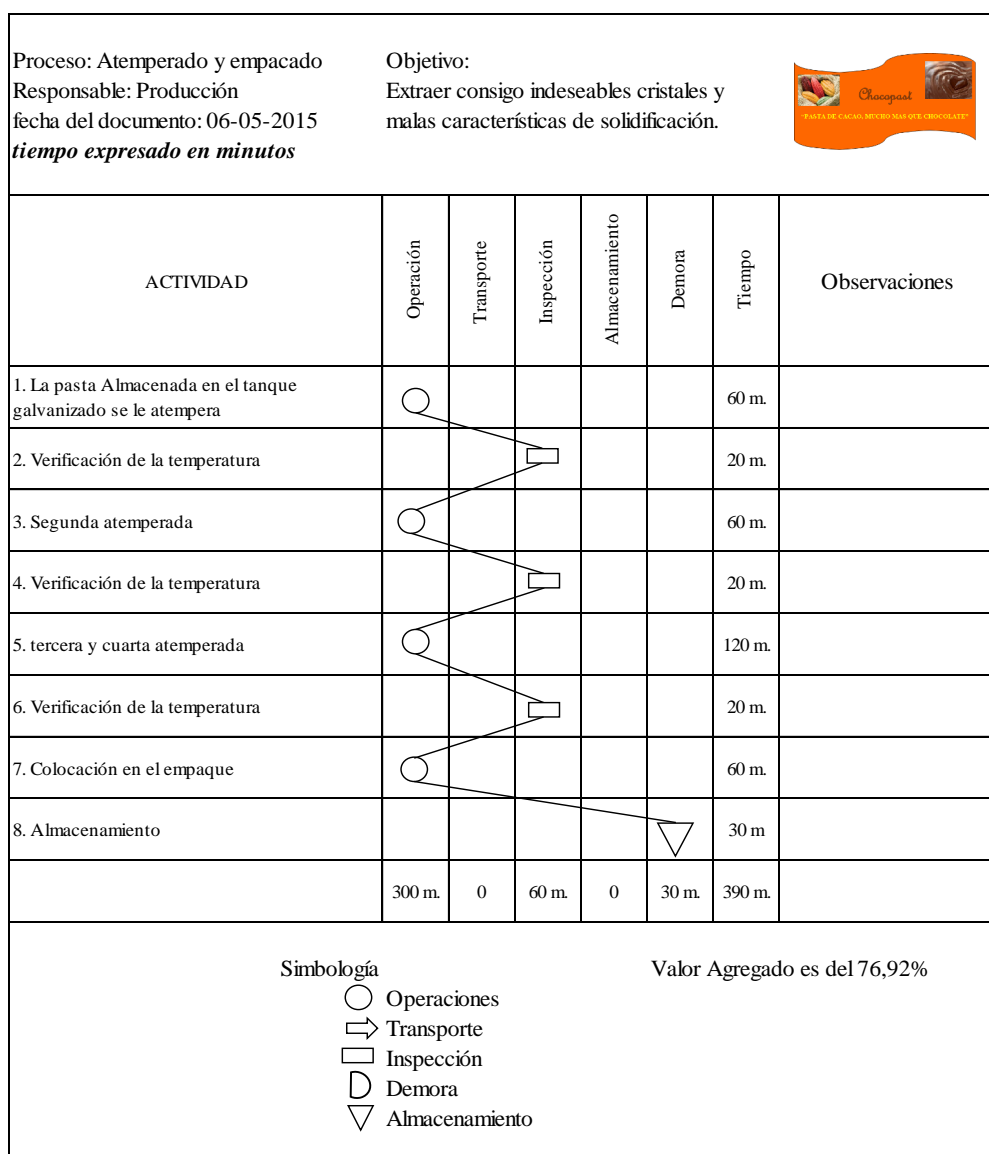 Proceso: Atemperado y empacado
Responsable: Producción
fecha del documento: 06-05-2015
tiempo expresado en minutos
Objetivo:
Extraer consigo indeseables cristales y
malas características de solidificación.
Chocopast
"PASTA DE CACAO, MUCHO MAS QUE CHOCOLATE"
ACTIVIDAD
Operación
Transporte
Inspección
Almacenamiento
Demora
Tiempo
Observaciones
1. La pasta Almacenada en el tanque
galvanizado se le atempera
60 m.
2. Verificación de la temperatura
20 m.
3. Segunda atemperada
60 m.
4. Verificación de la temperatura
20 m.
5. tercera y cuarta atemperada
120 m.
6. Verificación de la temperatura
20 m.
7. Colocación en el empaque
60 m.
8. Almacenamiento
30 m
300 m. 0 60 m. 0 30 m. 390 m.
Simbología
Valor Agregado es del 76,92%
Operaciones
Transporte
Inspección
Demora
Almacenamiento